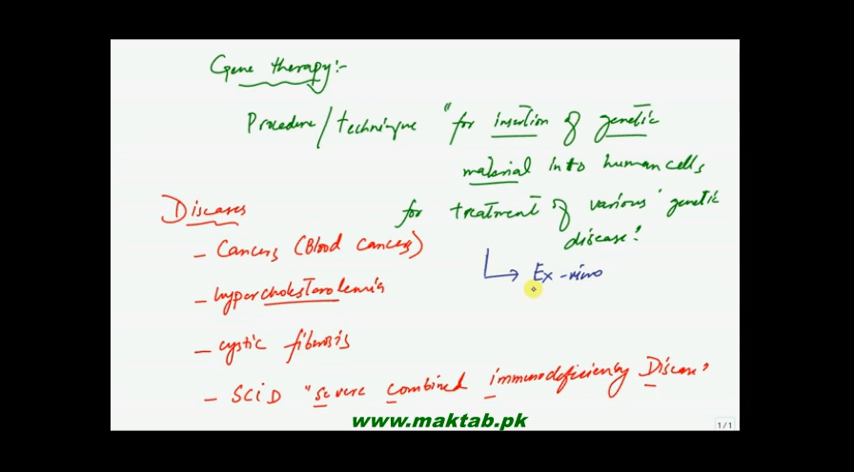 Gene therapy:-
Procedure/technique "for insertion of genetic
material into human cells
for treatment of various genetic
disease"
Ex-vivo
Diseases
- Cancers (Blood cancers)
- hypercholesterolemia
- cystic fibrosis
- SCiD "severe combined immunodeficiency Disease"
www.maktab.pk
1/1